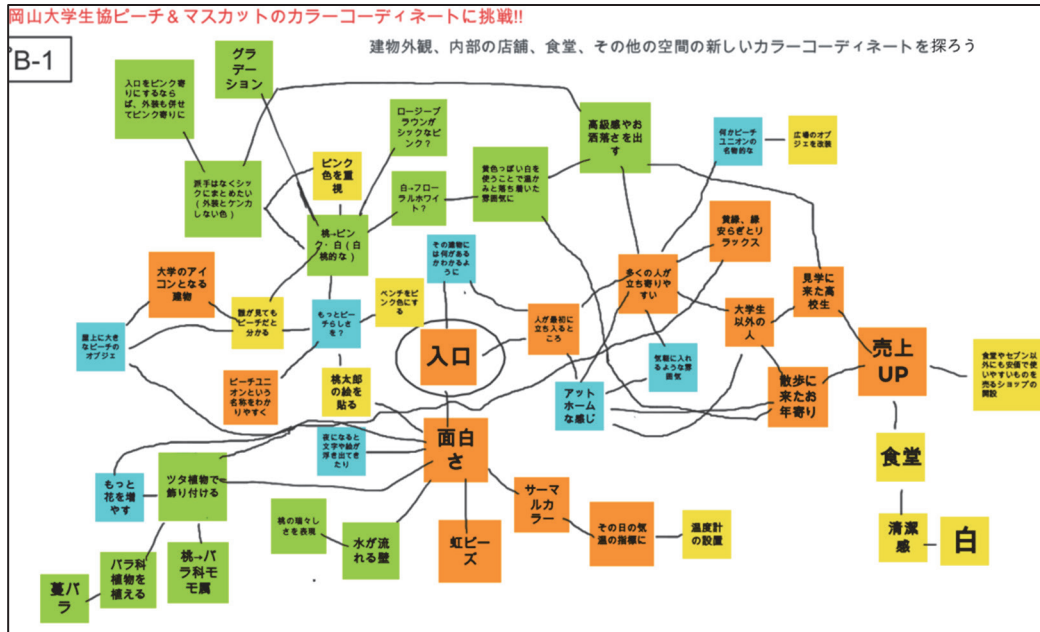 岡山大学生協ピーチ＆マスカットのカラーコーディネートに挑戦!!
建物外観、内部の店舗、食堂、その他の空間の新しいカラーコーディネートを探ろう
B-1
グラ
デー
ション
入口をピンク寄
りにするなら
ば、外装も併せ
てピンク寄りに
ロージーブ
ラウンが
シックなピ
ンク？
高級感やお
洒落さを出
す
何かピーチ
ユニオンの
名物的な
広場のオブ
ジェを改装
ピンク
色を重
視
派手はなくシッ
クにまとめたい
（外装とケンカ
しない色）
白→フロー
ラルホワイ
ト？
黄色っぽい白を
使うことで温か
みと落ち着いた
雰囲気に
桃→ピン
ク・白（白
桃的な）
黄緑、緑
安らぎとリ
ラックス
その建物に
は何がある
かわかるよ
うに
多くの人が
立ち寄りや
すい
大学のアイ
コンとなる
建物
見学に
来た高
校生
ベンチをピ
ンク色にす
る
誰が見ても
ピーチだと
分かる
もっとピー
チらしさを
？
人が最初に
立ち入ると
ころ
大学生
以外の
人
屋上に大き
なピーチの
オブジェ
入口
売上
UP
気軽に入れ
るような雰
囲気
食堂やセブン以
外にも安価で使
いやすいものを
売るショップの
開設
ピーチユニ
オンという
名称をわか
りやすく
桃太郎
の絵を
貼る
アット
ホーム
な感じ
散歩に
来たお
年寄り
面白
さ
夜になると
文字や絵が
浮き出てき
たり
食堂
ツタ植物で
飾り付ける
もっと
花を増
やす
サーマ
ルカ
ラー
桃の瑞々し
さを表現
水が流
れる壁
虹ビー
ズ
その日の気
温の指標に
温度計
の設置
清潔
感
白
バラ科
植物を
植える
桃→バ
ラ科モ
モ属
蔓バ
ラ